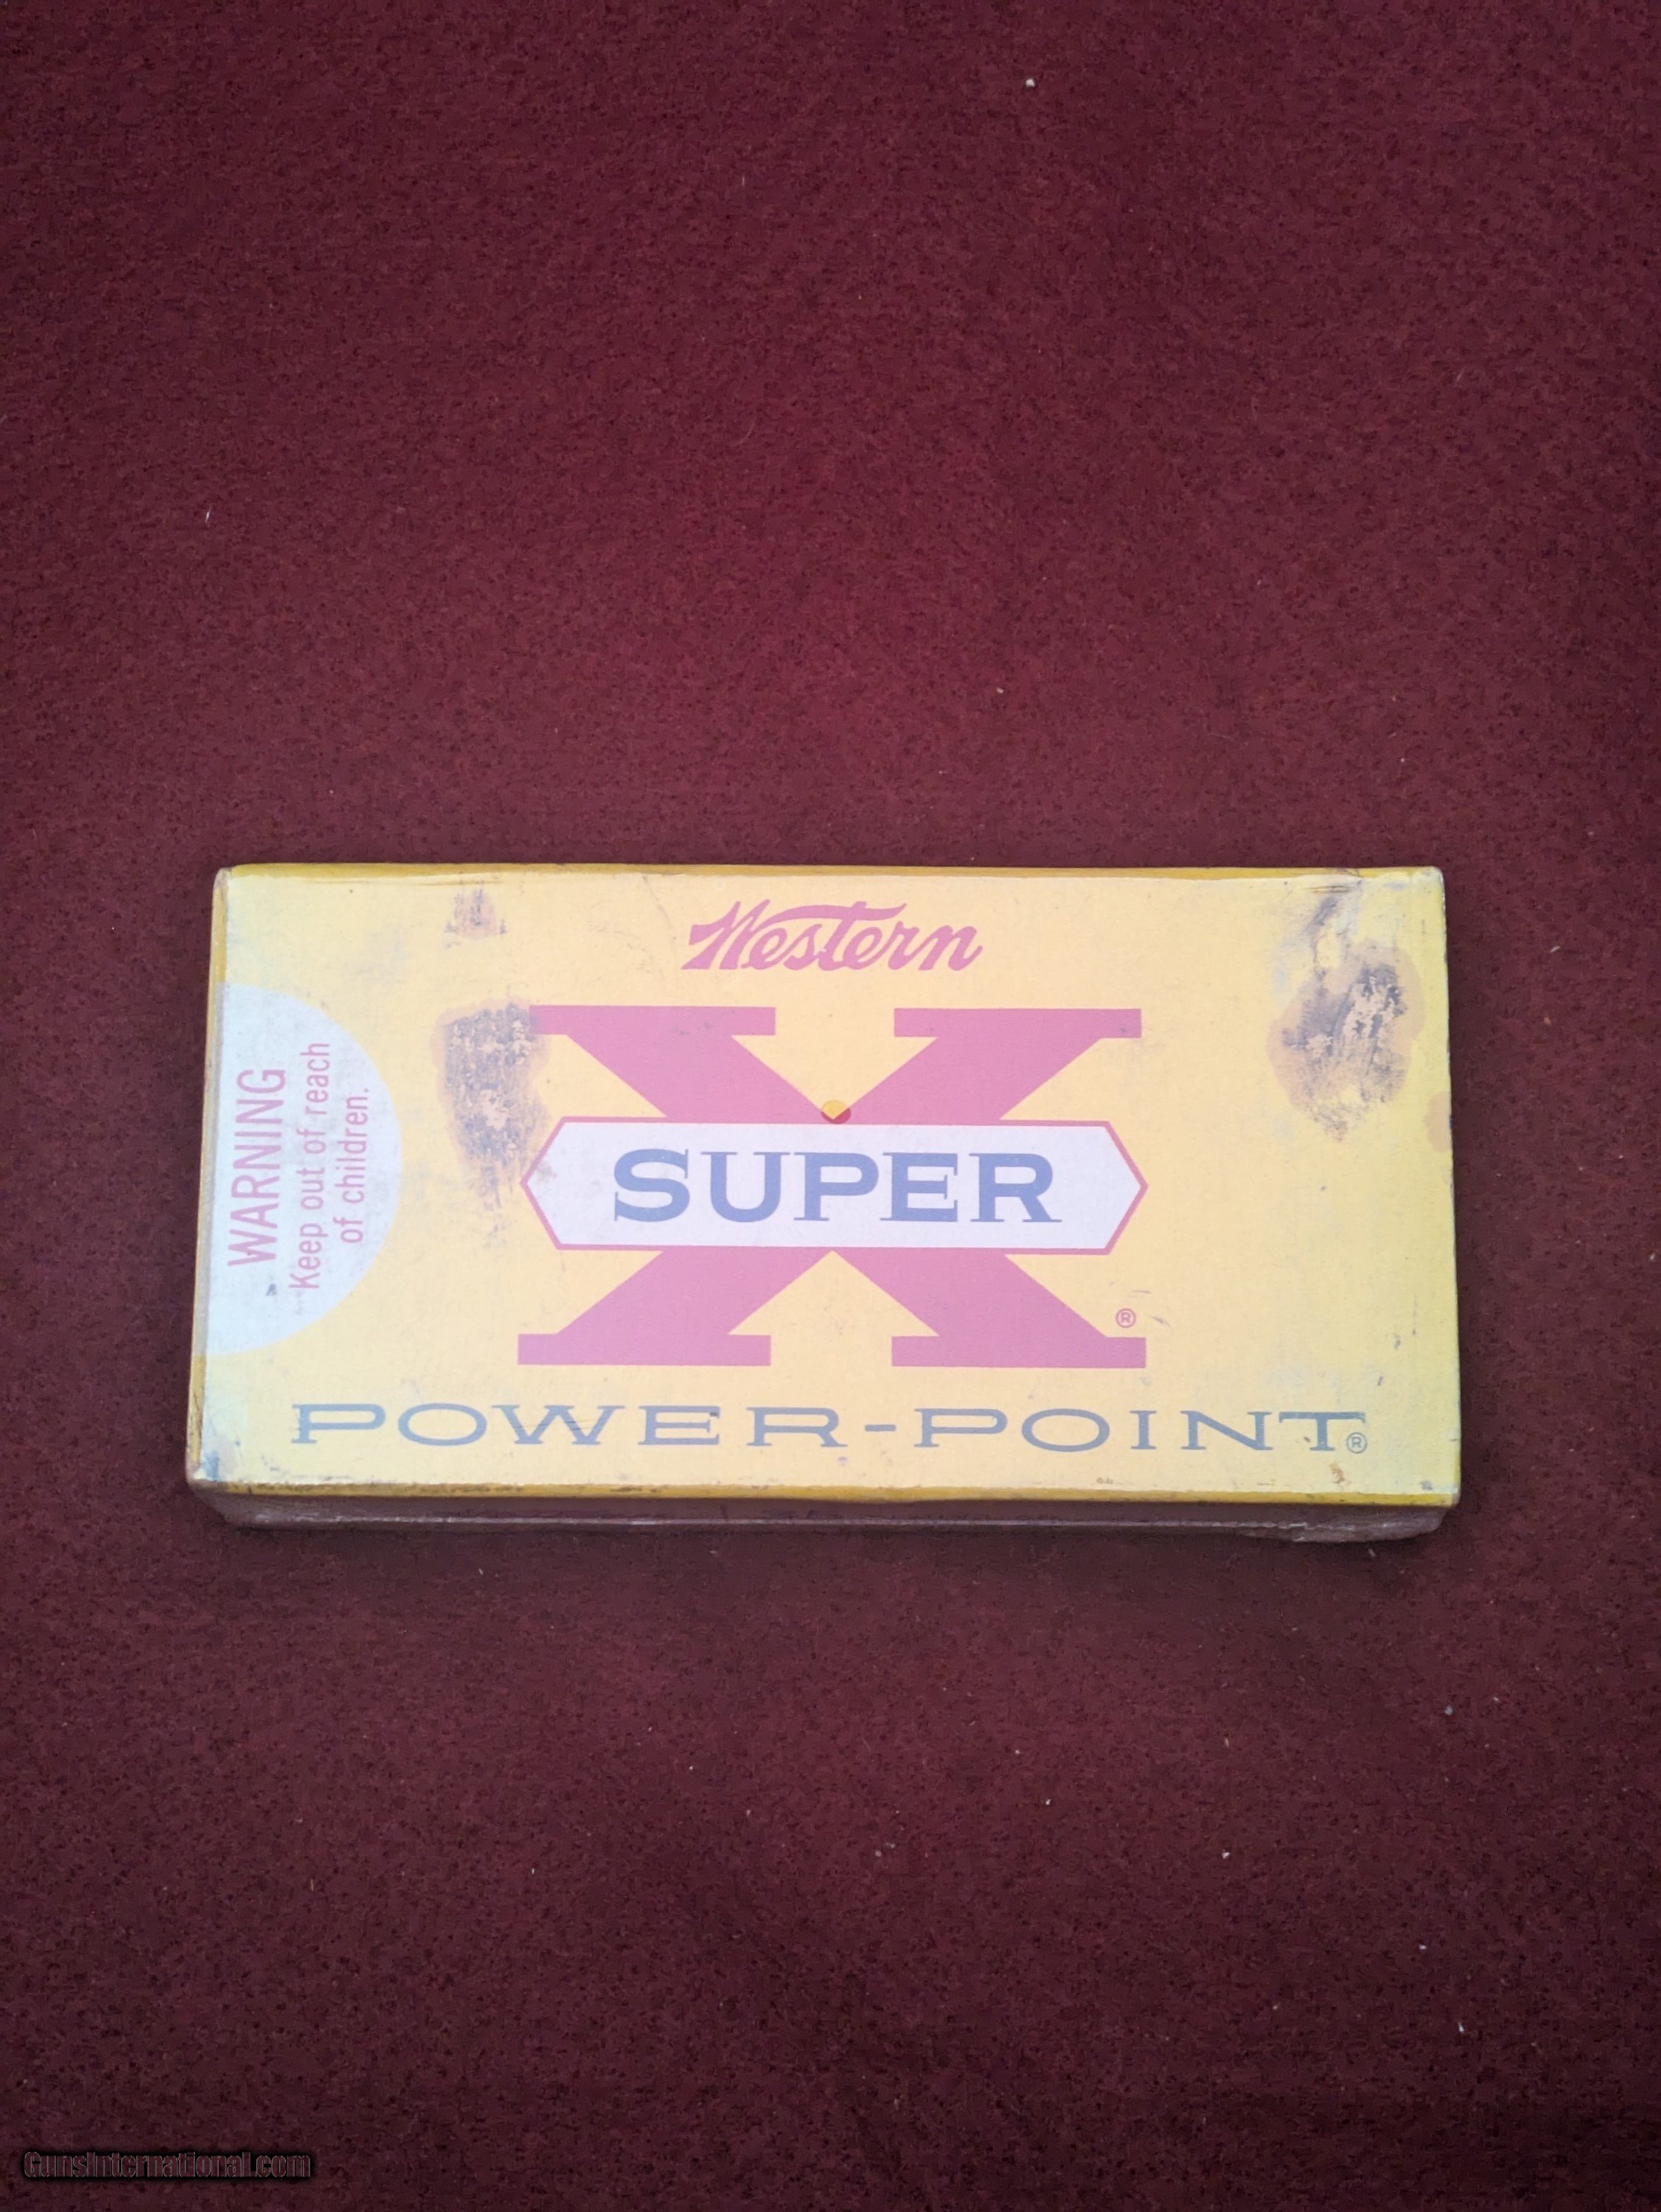 Western
X
SUPER
®
POWER-POINT®
WARNING
Keep out of reach
of children.
GunsInternational.com